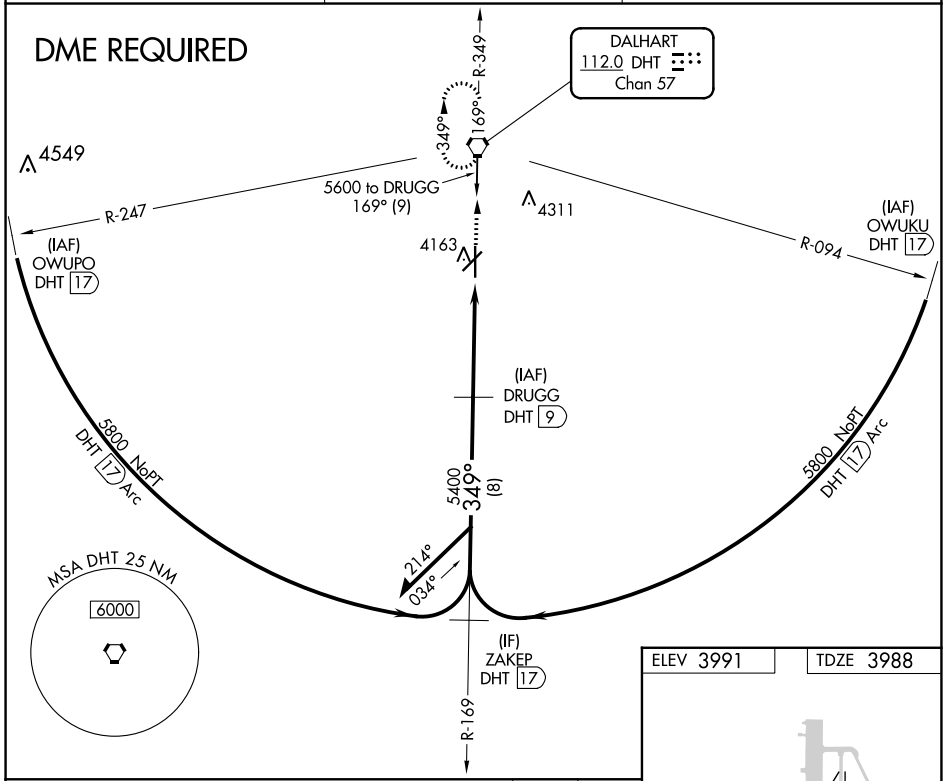 DME REQUIRED
R-349
DALHART
112.0 DHT
Chan 57
349°
169°
4549
5600 to DRUGG
169° (9)
4311
R-247
(IAF)
OWUPO
DHT 17
4163
R-094
(IAF)
OWUKU
DHT 17
(IAF)
DRUGG
DHT 9
5800 NoPT
DHT 17 Arc
5400
349°
(8)
5800 NoPT
DHT 17 Arc
214°
034°
MSA DHT 25 NM
6000
(IF)
ZAKEP
DHT 17
R-169
ELEV 3991
TDZE 3988